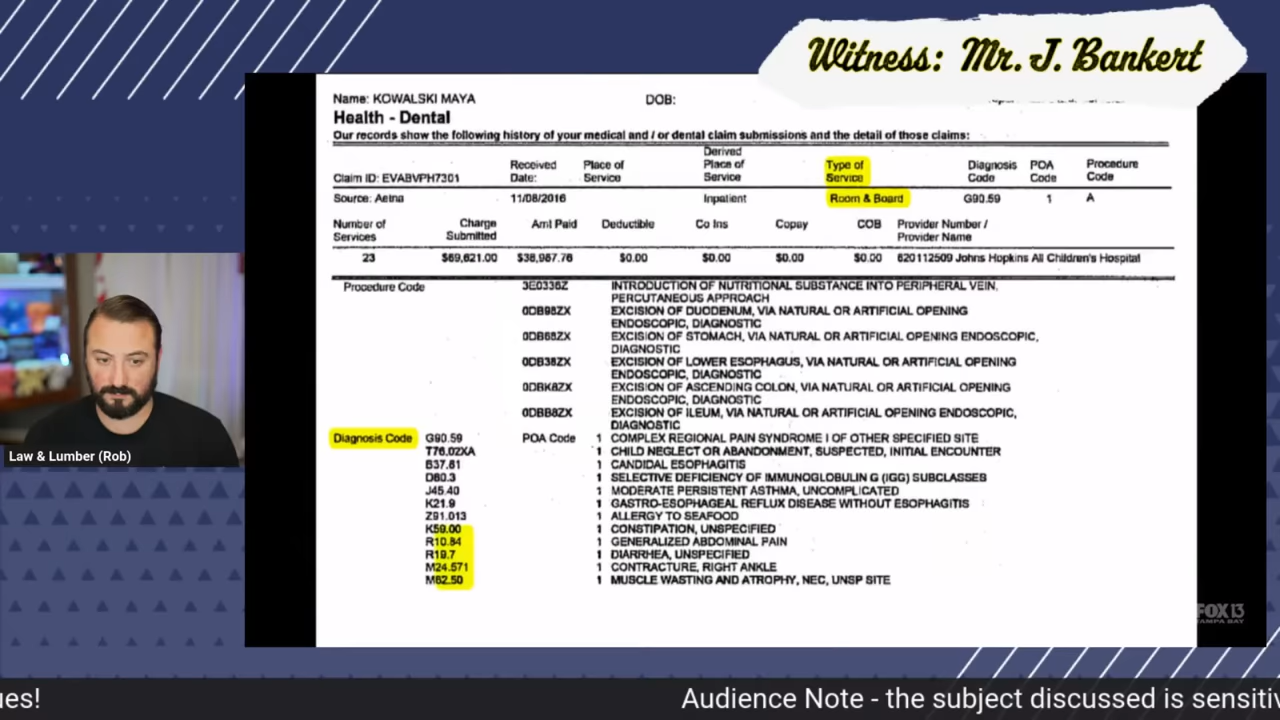 Witness: Mr. J. Bankert
Name: KOWALSKI MAYA DOB:
Health - Dental
Our records show the following history of your medical and / or dental claim submissions and the detail of those claims:
Claim ID: EVABVPH7301 Received Date: Place of Service Derived Place of Service Type of Service Diagnosis Code POA Code Procedure Code
Source: Aetna 11/08/2016 Inpatient Room & Board G90.59 1 A
Number of Services Charge Submitted Amt Paid Deductible Co Ins Copay COB Provider Number / Provider Name
23 $69,621.00 $38,987.76 $0.00 $0.00 $0.00 $0.00 620112509 Johns Hopkins All Children's Hospital
Procedure Code 3E0336Z INTRODUCTION OF NUTRITIONAL SUBSTANCE INTO PERIPHERAL VEIN,
PERCUTANEOUS APPROACH
0DB98ZX EXCISION OF DUODENUM, VIA NATURAL OR ARTIFICIAL OPENING
ENDOSCOPIC, DIAGNOSTIC
0DB68ZX EXCISION OF STOMACH, VIA NATURAL OR ARTIFICIAL OPENING ENDOSCOPIC,
DIAGNOSTIC
0DB38ZX EXCISION OF LOWER ESOPHAGUS, VIA NATURAL OR ARTIFICIAL OPENING
ENDOSCOPIC, DIAGNOSTIC
0DBK8ZX EXCISION OF ASCENDING COLON, VIA NATURAL OR ARTIFICIAL OPENING
ENDOSCOPIC, DIAGNOSTIC
0DBB8ZX EXCISION OF ILEUM, VIA NATURAL OR ARTIFICIAL OPENING ENDOSCOPIC,
DIAGNOSTIC
Diagnosis Code G90.59 POA Code 1 COMPLEX REGIONAL PAIN SYNDROME I OF OTHER SPECIFIED SITE
T76.02XA 1 CHILD NEGLECT OR ABANDONMENT, SUSPECTED, INITIAL ENCOUNTER
B37.81 1 CANDIDAL ESOPHAGITIS
D80.3 1 SELECTIVE DEFICIENCY OF IMMUNOGLOBULIN G (IGG) SUBCLASSES
J45.40 1 MODERATE PERSISTENT ASTHMA, UNCOMPLICATED
K21.9 1 GASTRO-ESOPHAGEAL REFLUX DISEASE WITHOUT ESOPHAGITIS
Z91.013 1 ALLERGY TO SEAFOOD
K59.00 1 CONSTIPATION, UNSPECIFIED
R10.84 1 GENERALIZED ABDOMINAL PAIN
R19.7 1 DIARRHEA, UNSPECIFIED
M24.571 1 CONTRACTURE, RIGHT ANKLE
M62.50 1 MUSCLE WASTING AND ATROPHY, NEC, UNSP SITE
Law & Lumber (Rob)
FOX 13
TAMPA BAY
ues! Audience Note - the subject discussed is sensitiv